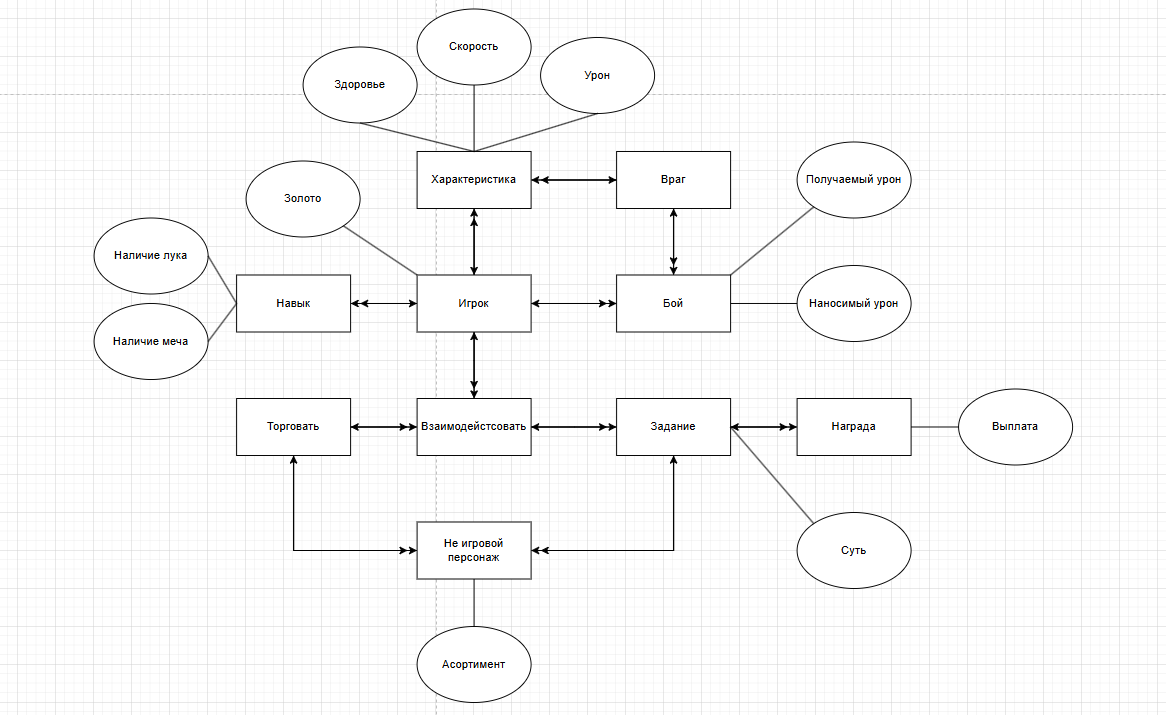 Скорость
Урон
Здоровье
Характеристика
Враг
Получаемый урон
Золото
Наличие лука
Навык
Игрок
Бой
Наносимый урон
Наличие меча
Торговать
Взаимодейстсовать
Задание
Награда
Выплата
Не игровой
персонаж
Суть
Асортимент